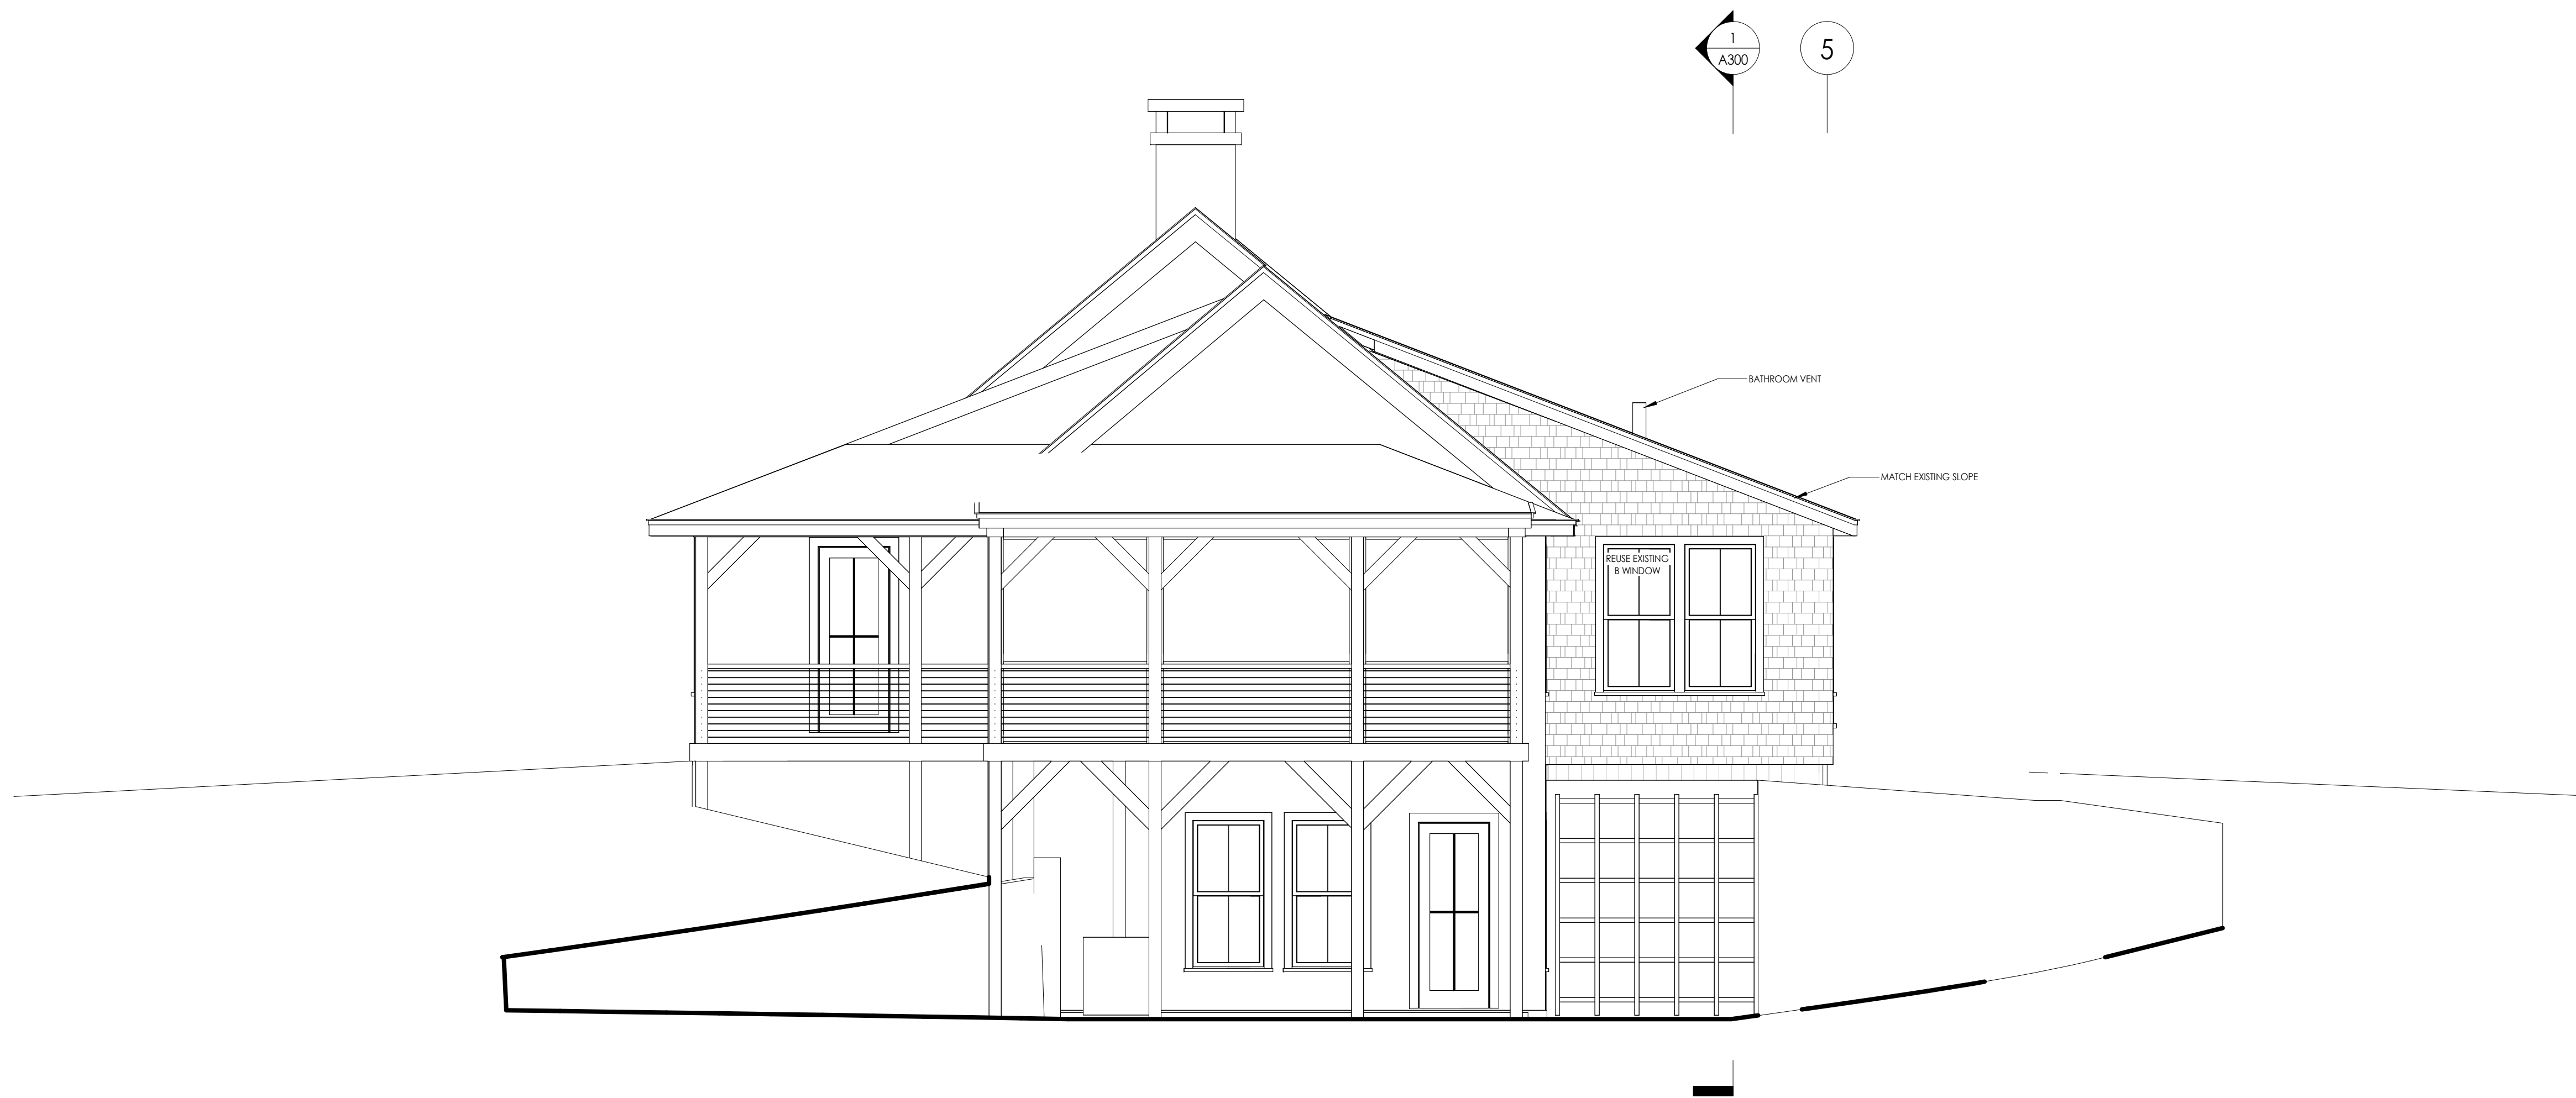 1
A300
5
BATHROOM VENT
MATCH EXISTING SLOPE
REUSE EXISTING
B WINDOW